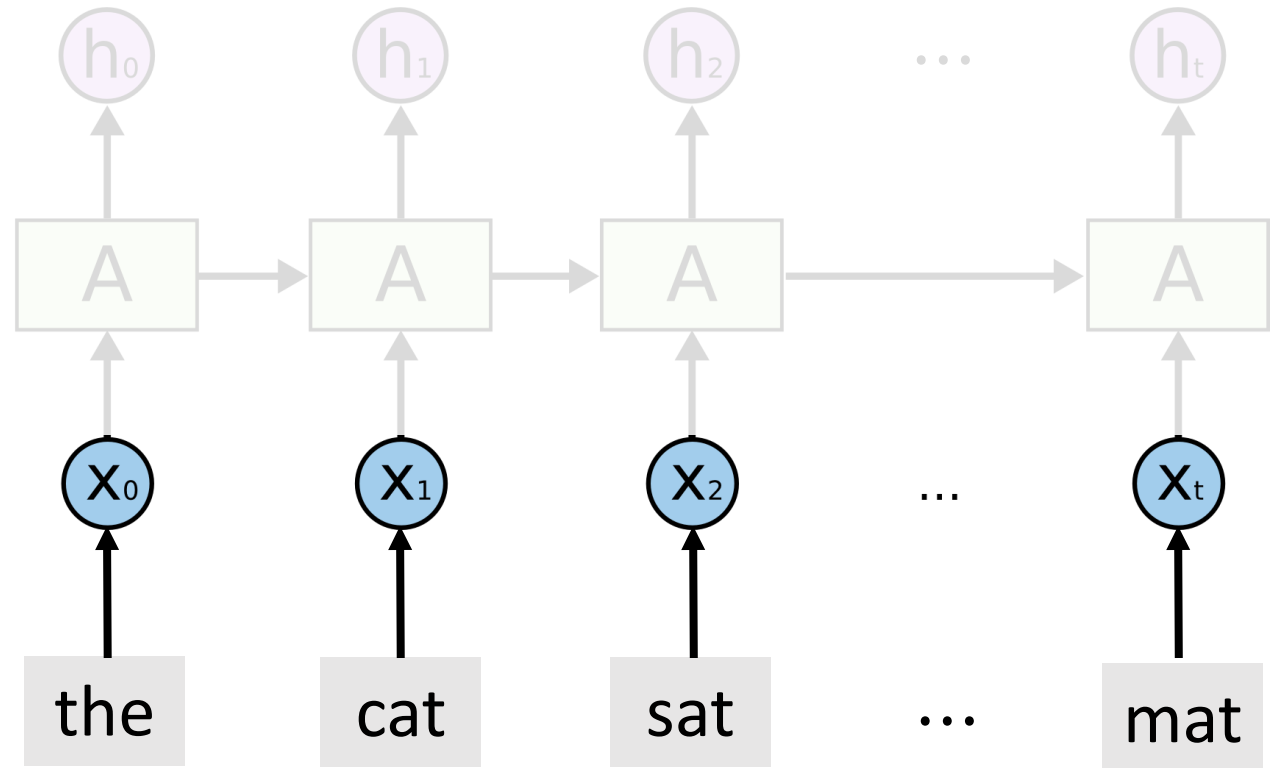 h0 h1 h2 ... ht
A A A A
x0 x1 x2 ... xt
the cat sat ... mat